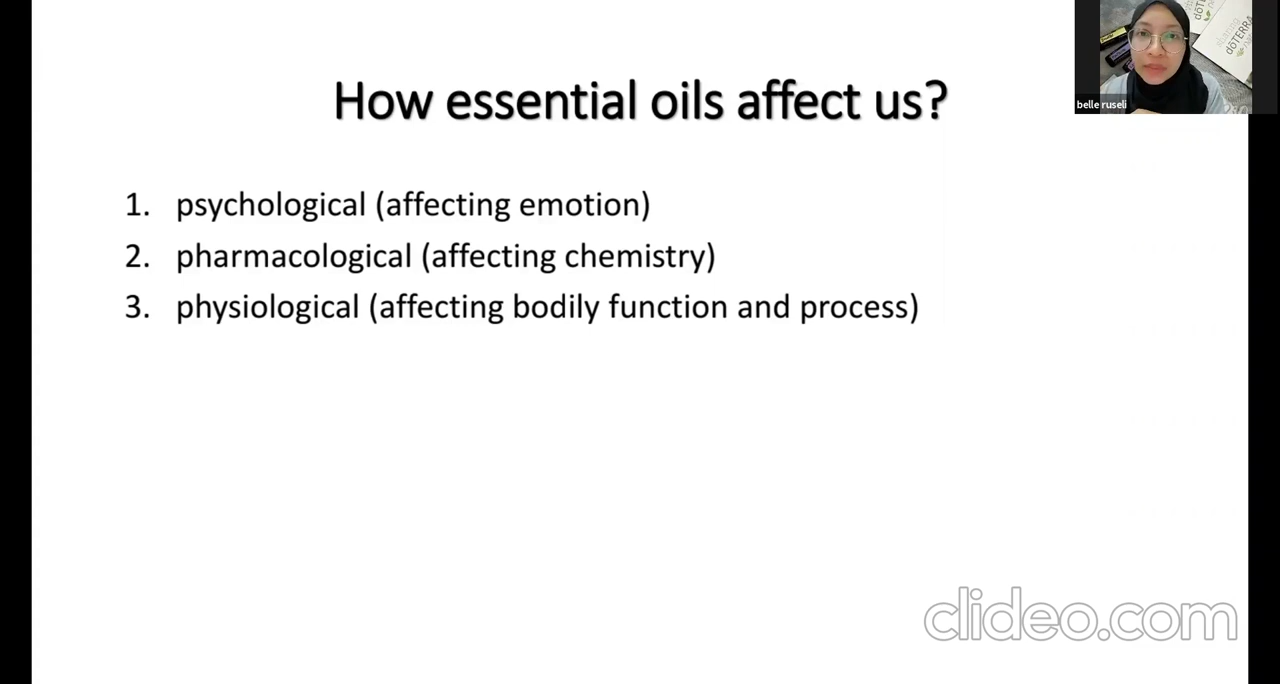 How essential oils affect us?
1. psychological (affecting emotion)
2. pharmacological (affecting chemistry)
3. physiological (affecting bodily function and process)
dōTERRA
belle ruseli
clideo.com